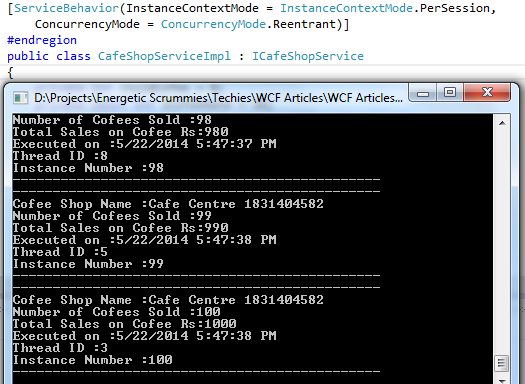 [ServiceBehavior(InstanceContextMode = InstanceContextMode.PerSession,
ConcurrencyMode = ConcurrencyMode.Reentrant)]
#endregion
public class CafeShopServiceImpl : ICafeShopService
{
D:\Projects\Energetic Scrummies\Techies\WCF Articles\WCF Articles...
Number of Cofees Sold :98
Total Sales on Cofee Rs:980
Executed on :5/22/2014 5:47:37 PM
Thread ID :8
Instance Number :98
----------------------------------------------
----------------------------------------------
Cofee Shop Name :Cafe Centre 1831404582
Number of Cofees Sold :99
Total Sales on Cofee Rs:990
Executed on :5/22/2014 5:47:38 PM
Thread ID :5
Instance Number :99
----------------------------------------------
----------------------------------------------
Cofee Shop Name :Cafe Centre 1831404582
Number of Cofees Sold :100
Total Sales on Cofee Rs:1000
Executed on :5/22/2014 5:47:38 PM
Thread ID :3
Instance Number :100
----------------------------------------------